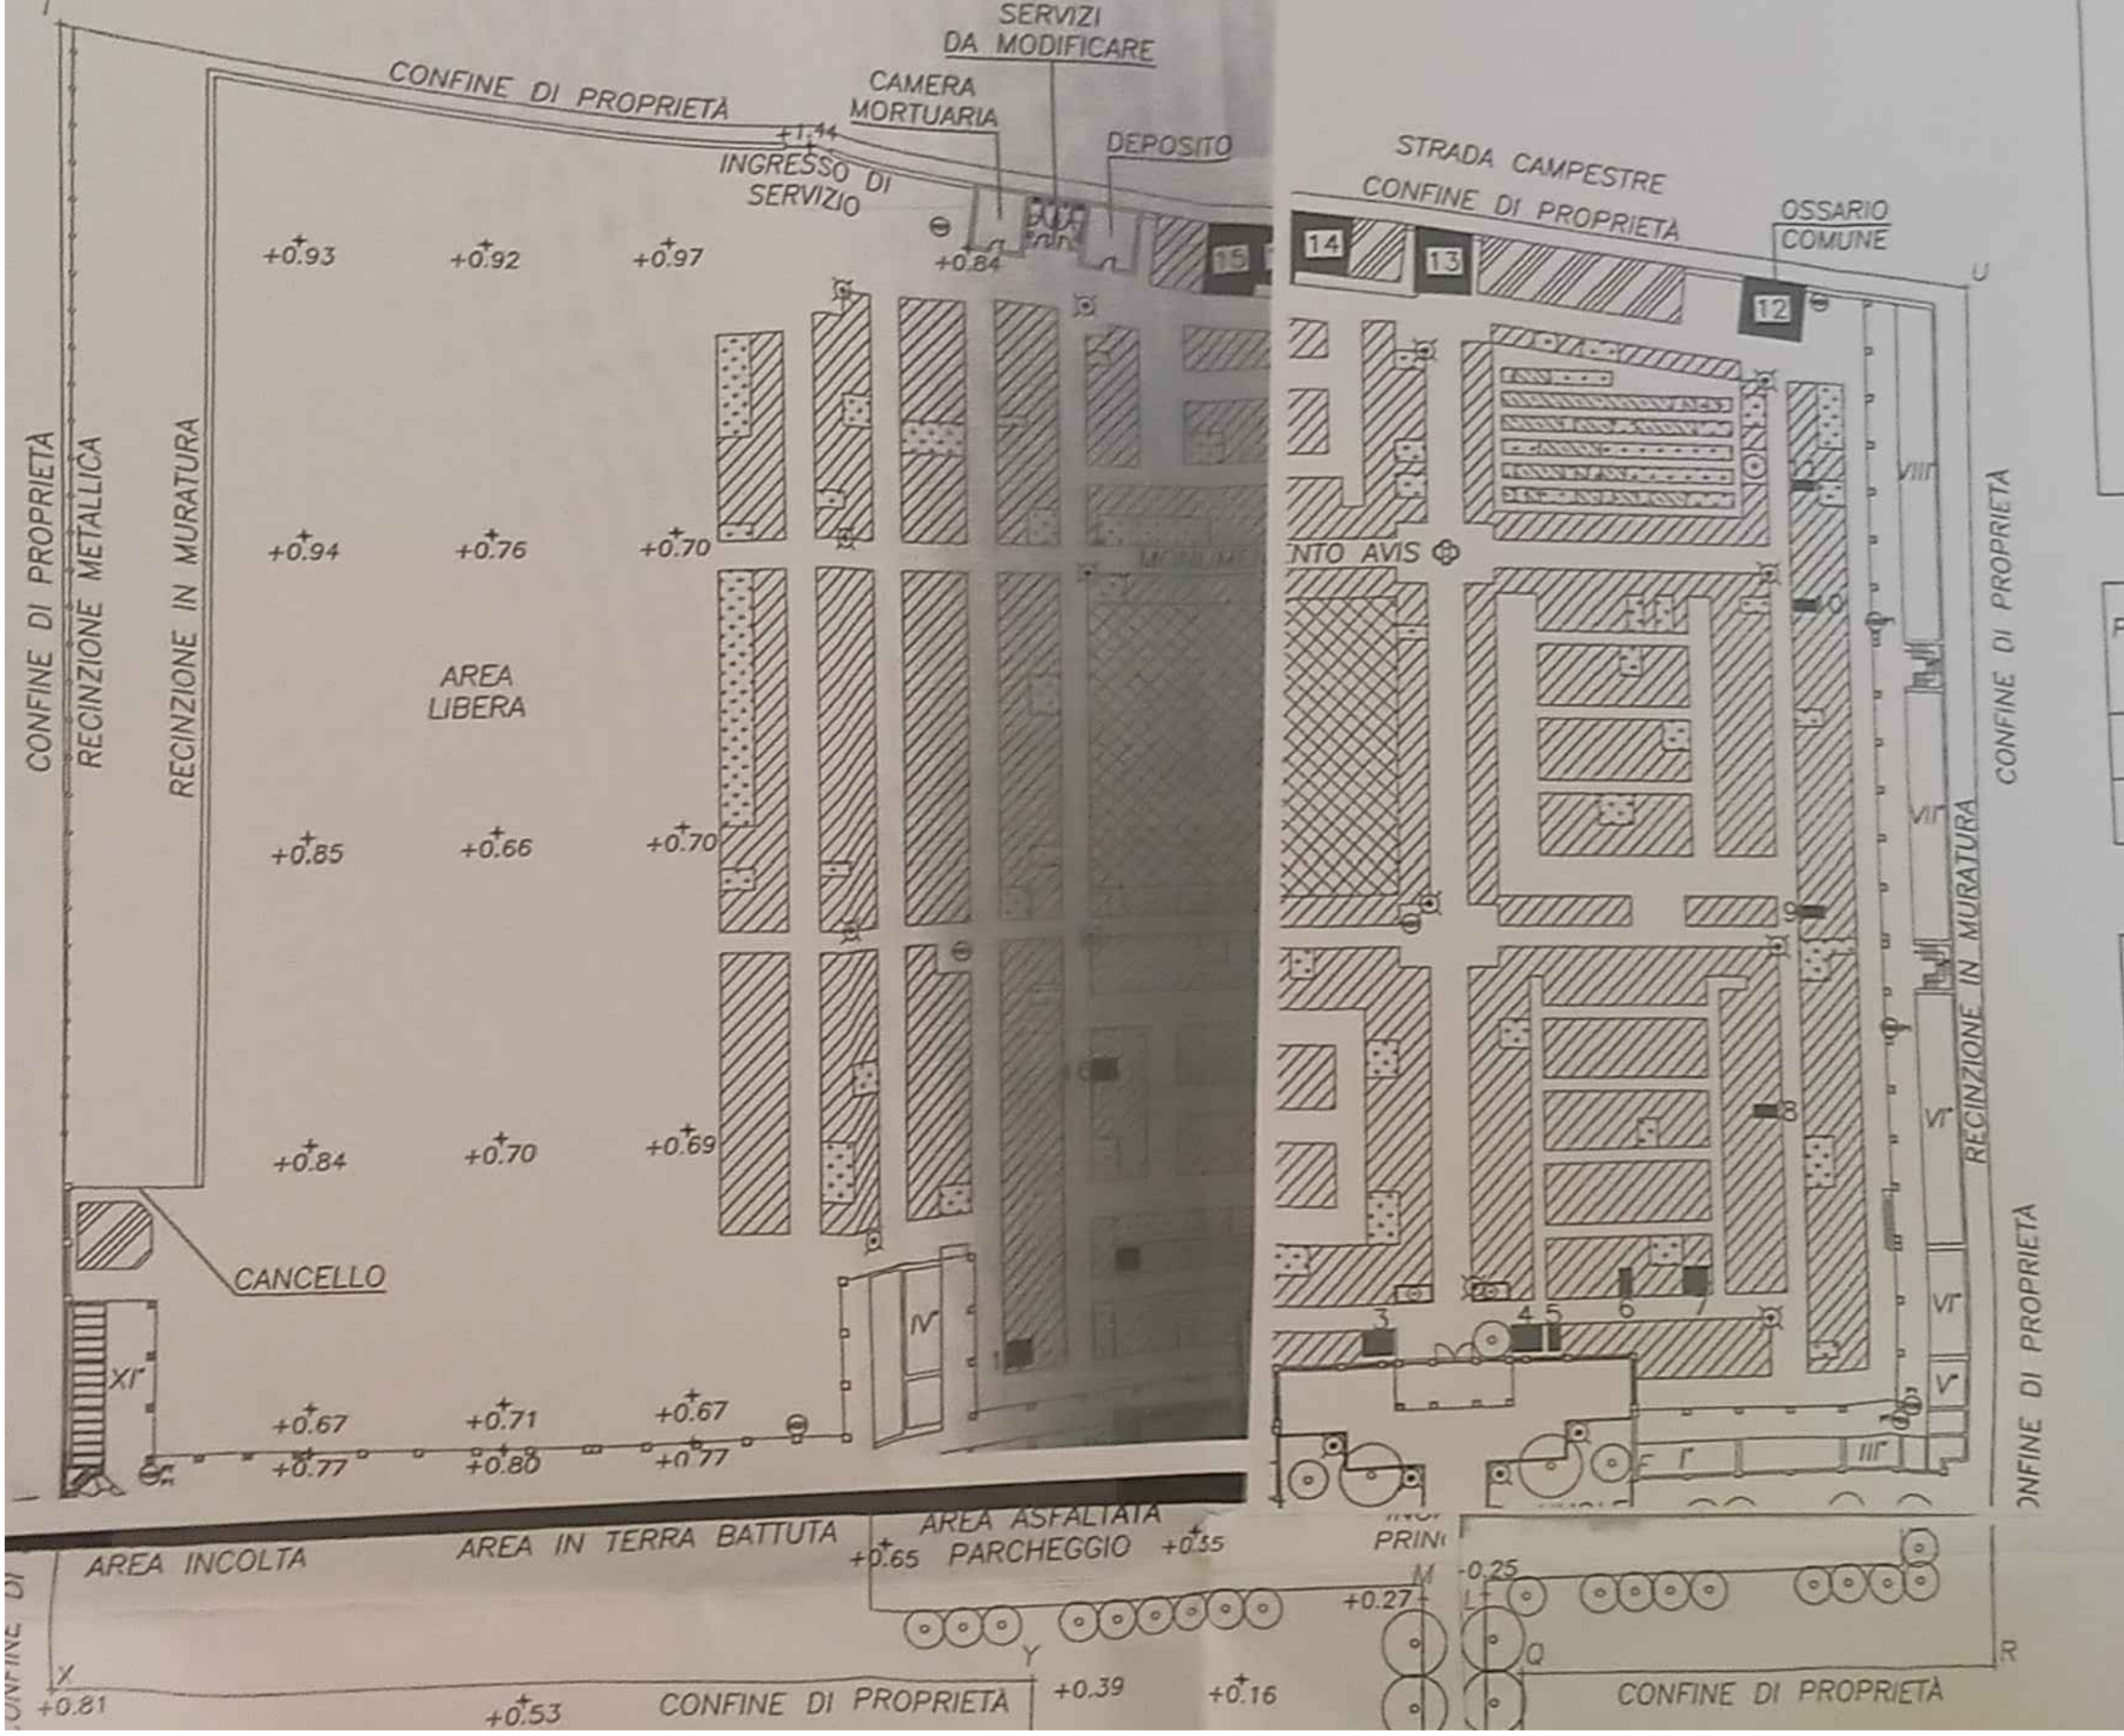 SERVIZI
DA MODIFICARE
CONFINE DI PROPRIETÀ
CAMERA
MORTUARIA
+1.44
DEPOSITO
INGRESSO DI
SERVIZIO
STRADA CAMPESTRE
CONFINE DI PROPRIETÀ
OSSARIO
COMUNE
U
+0.93
+0.92
+0.97
+0.84
15
14
13
12
CONFINE DI PROPRIETÀ
RECINZIONE METALLICA
RECINZIONE IN MURATURA
VIII
CONFINE DI PROPRIETÀ
+0.94
+0.76
+0.70
MONUMENTO AVIS
10
AREA
LIBERA
VII
RECINZIONE IN MURATURA
+0.85
+0.66
+0.70
9
+0.84
+0.70
+0.69
8
VI
CANCELLO
IV
3
4
5
6
7
VI
XI
V
CONFINE DI PROPRIETÀ
+0.67
+0.71
+0.67
+0.77
+0.80
+0.77
F
I
III
AREA INCOLTA
AREA IN TERRA BATTUTA
AREA ASFALTATA
PARCHEGGIO
+0.65
+0.55
M
-0.25
+0.27
L
X
Y
Q
R
+0.81
+0.53
CONFINE DI PROPRIETÀ
+0.39
+0.16
CONFINE DI PROPRIETÀ